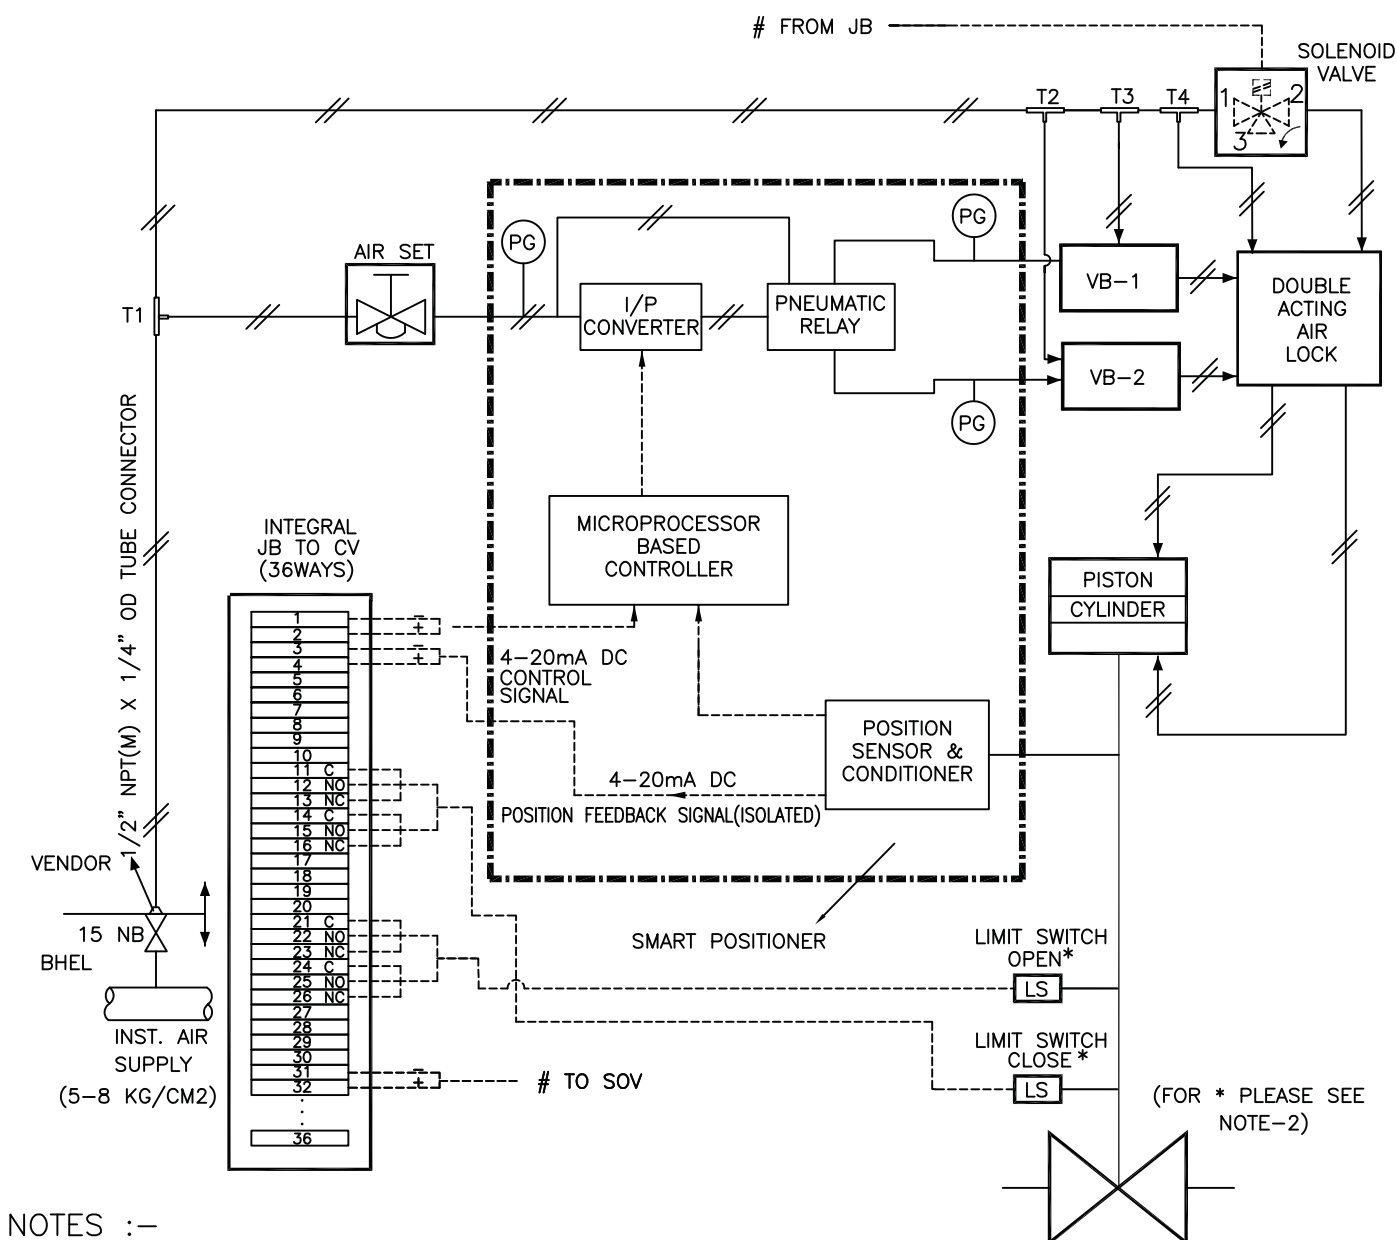 # FROM JB
SOLENOID
VALVE
T2
T3
T4
1
2
3
PG
PG
AIR SET
T1
I/P
CONVERTER
PNEUMATIC
RELAY
VB-1
DOUBLE
ACTING
AIR
LOCK
VB-2
PG
1/2" NPT(M) X 1/4" OD TUBE CONNECTOR
MICROPROCESSOR
BASED
CONTROLLER
INTEGRAL
JB TO CV
(36WAYS)
PISTON
CYLINDER
1 -
2 +
3 -
4 +
5
6
7
8
9
10
11 C
12 NO
13 NC
14 C
15 NO
16 NC
17
18
19
20
21 C
22 NO
23 NC
24 C
25 NO
26 NC
27
28
29
30
31 -
32 +
36
4-20mA DC
CONTROL
SIGNAL
POSITION
SENSOR &
CONDITIONER
4-20mA DC
POSITION FEEDBACK SIGNAL(ISOLATED)
VENDOR
15 NB
BHEL
SMART POSITIONER
LIMIT SWITCH
OPEN*
LS
INST. AIR
SUPPLY
(5-8 KG/CM2)
# TO SOV
LIMIT SWITCH
CLOSE*
LS
(FOR * PLEASE SEE
NOTE-2)
NOTES :-